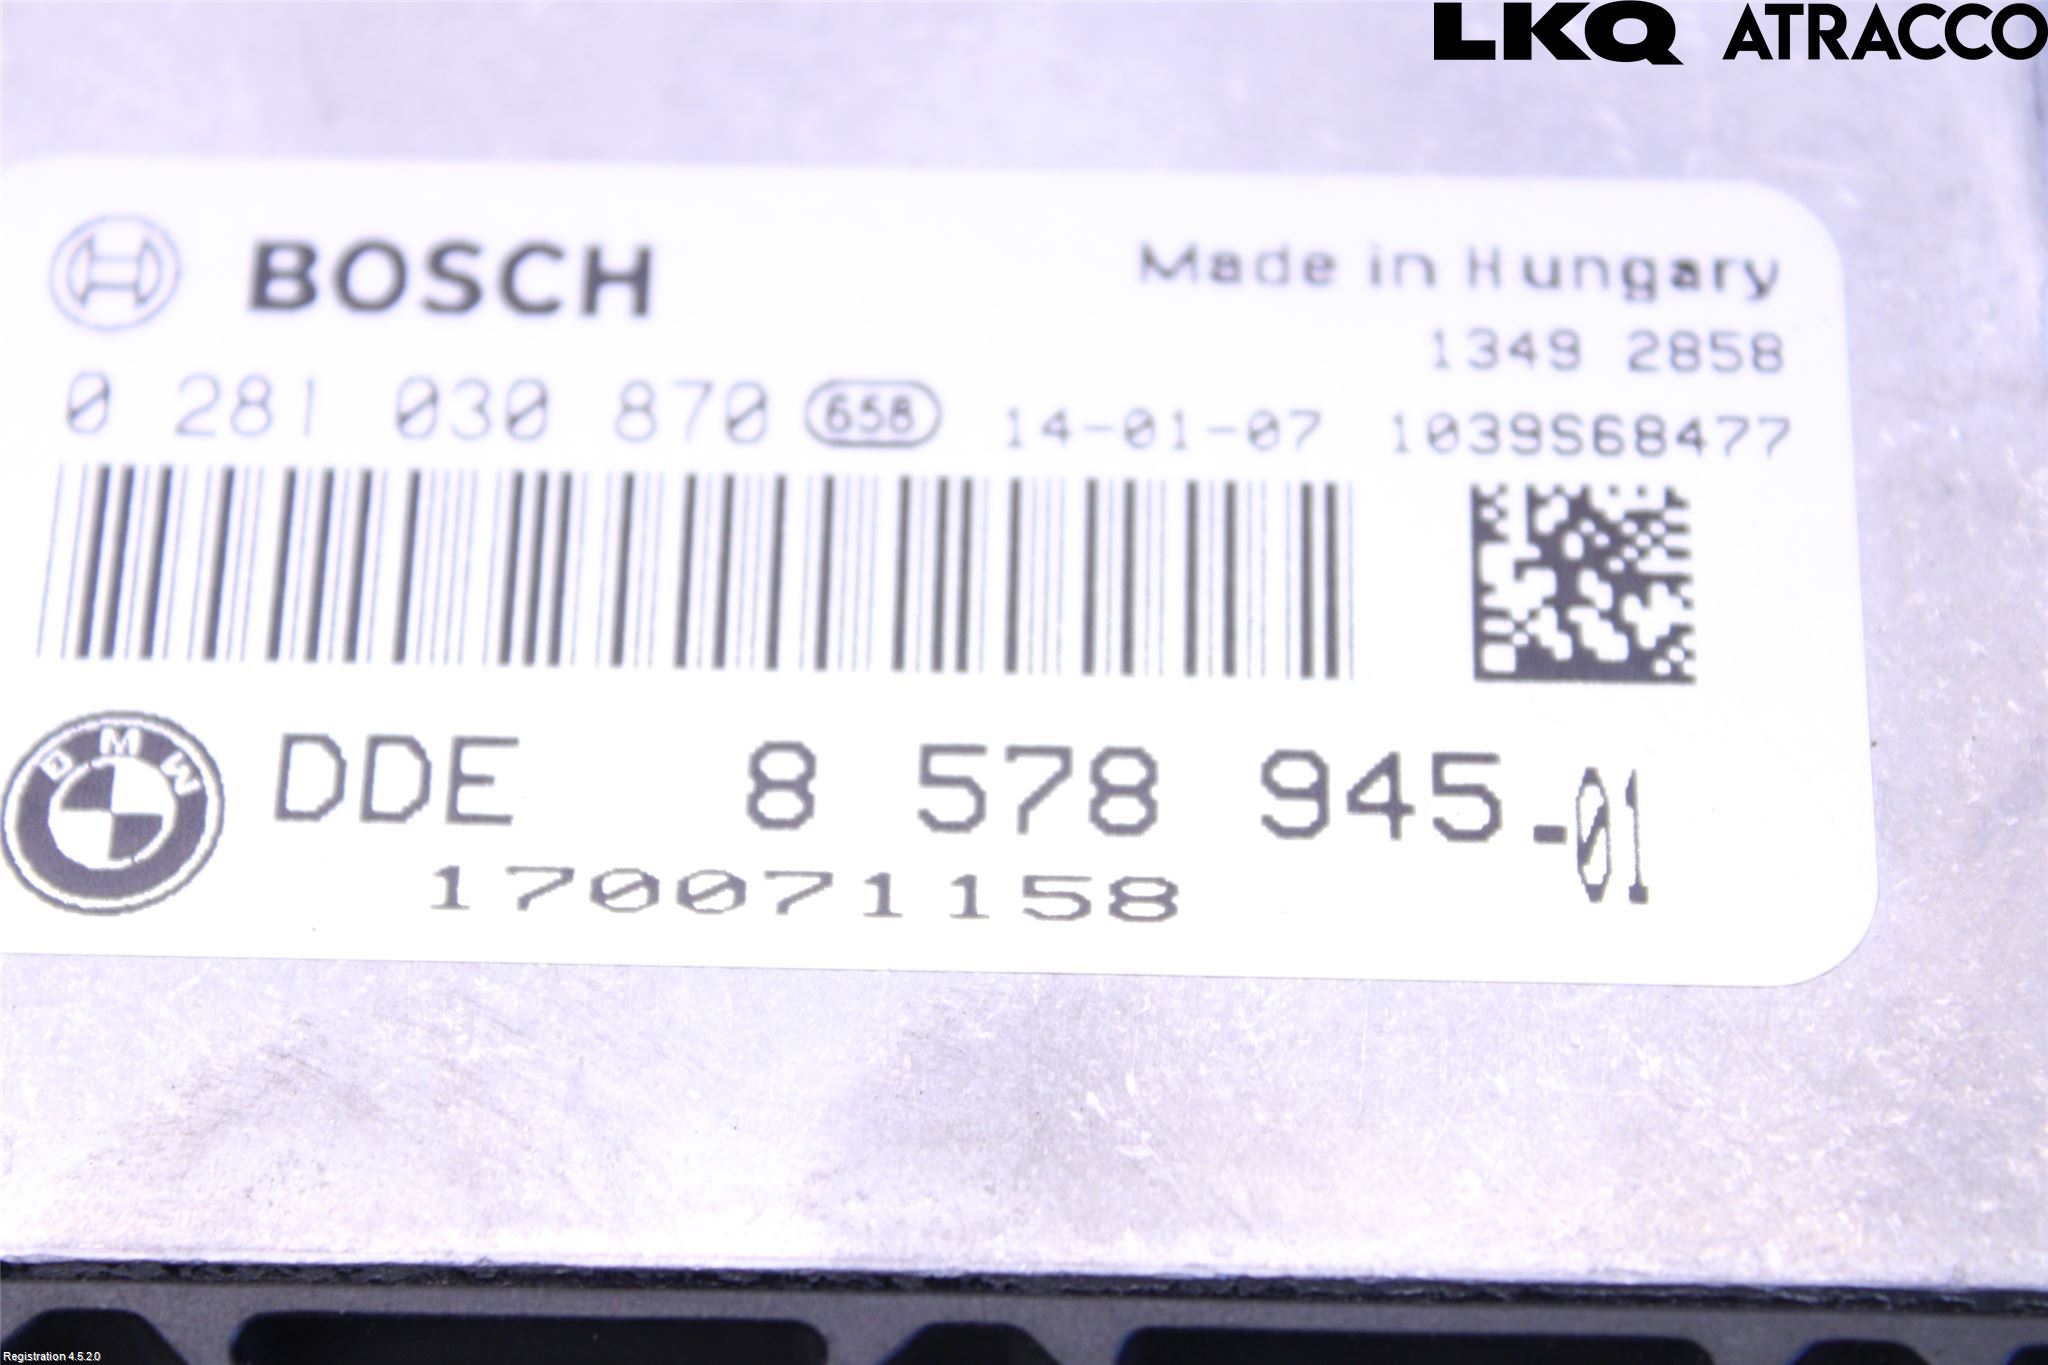 LKQ ATRACCO
BOSCH
Made in Hungary
1349 2858
0 281 030 870 658 14-01-07 1039S68477
BMW
DDE 8 578 945-01
170071158
Registration 4.5.2.0